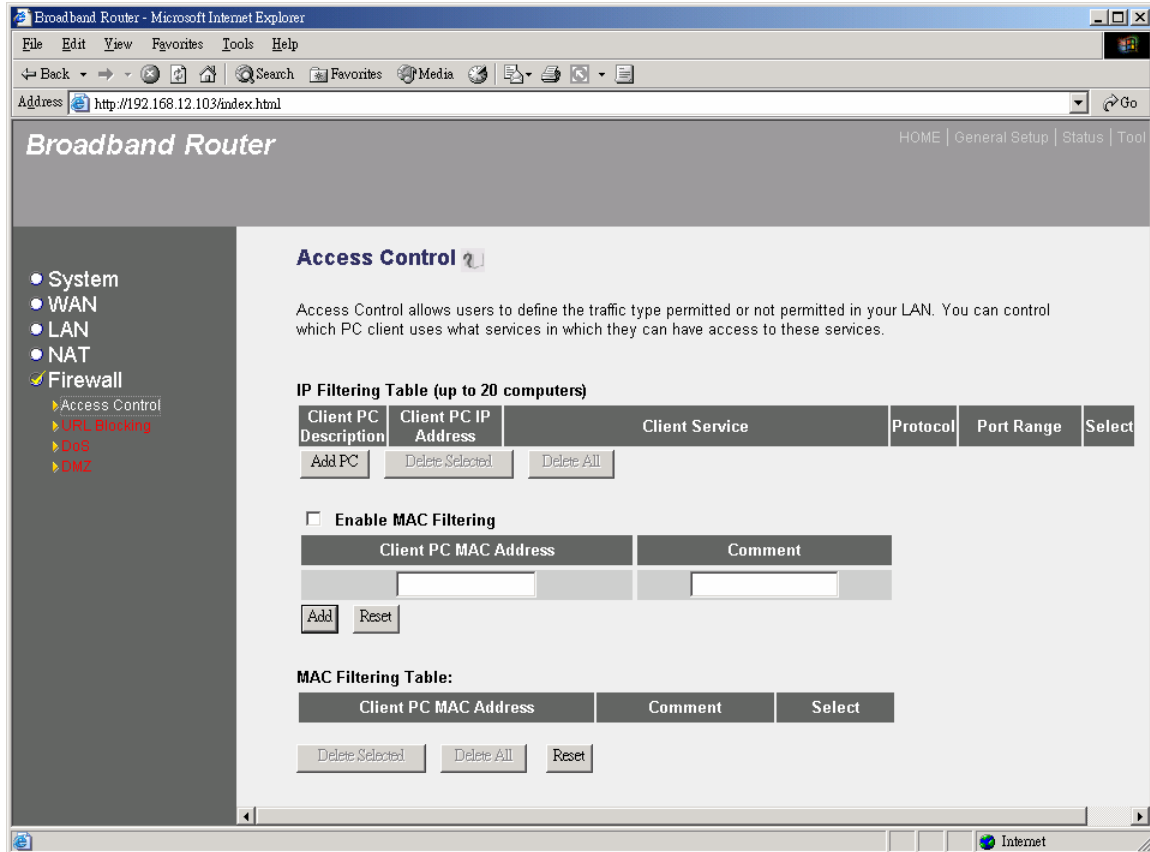 Broadband Router - Microsoft Internet Explorer
File Edit View Favorites Tools Help
Back Search Favorites Media
Address http://192.168.12.103/index.html Go
Broadband Router
HOME | General Setup | Status | Tool
System
WAN
LAN
NAT
Firewall
Access Control
URL Blocking
DoS
DMZ
Access Control
Access Control allows users to define the traffic type permitted or not permitted in your LAN. You can control
which PC client uses what services in which they can have access to these services.
IP Filtering Table (up to 20 computers)
Client PC Description Client PC IP Address Client Service Protocol Port Range Select
Add PC Delete Selected Delete All
Enable MAC Filtering
Client PC MAC Address Comment
Add Reset
MAC Filtering Table:
Client PC MAC Address Comment Select
Delete Selected Delete All Reset
Internet